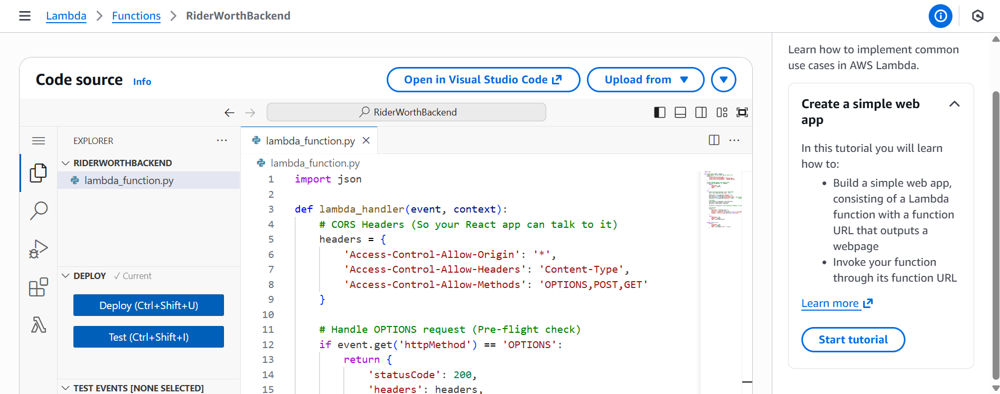 Lambda > Functions > RiderWorthBackend
Code source Info
Open in Visual Studio Code
Upload from
RiderWorthBackend
EXPLORER
RIDERWORTHBACKEND
lambda_function.py
DEPLOY ✓ Current
Deploy (Ctrl+Shift+U)
Test (Ctrl+Shift+I)
TEST EVENTS [NONE SELECTED]
lambda_function.py
lambda_function.py
1 import json
2
3 def lambda_handler(event, context):
4     # CORS Headers (So your React app can talk to it)
5     headers = {
6         'Access-Control-Allow-Origin': '*',
7         'Access-Control-Allow-Headers': 'Content-Type',
8         'Access-Control-Allow-Methods': 'OPTIONS,POST,GET'
9     }
10
11     # Handle OPTIONS request (Pre-flight check)
12     if event.get('httpMethod') == 'OPTIONS':
13         return {
14             'statusCode': 200,
15             'headers': headers,
Learn how to implement common
use cases in AWS Lambda.
Create a simple web
app
In this tutorial you will learn
how to:
• Build a simple web app,
consisting of a Lambda
function with a function
URL that outputs a
webpage
• Invoke your function
through its function URL
Learn more
Start tutorial